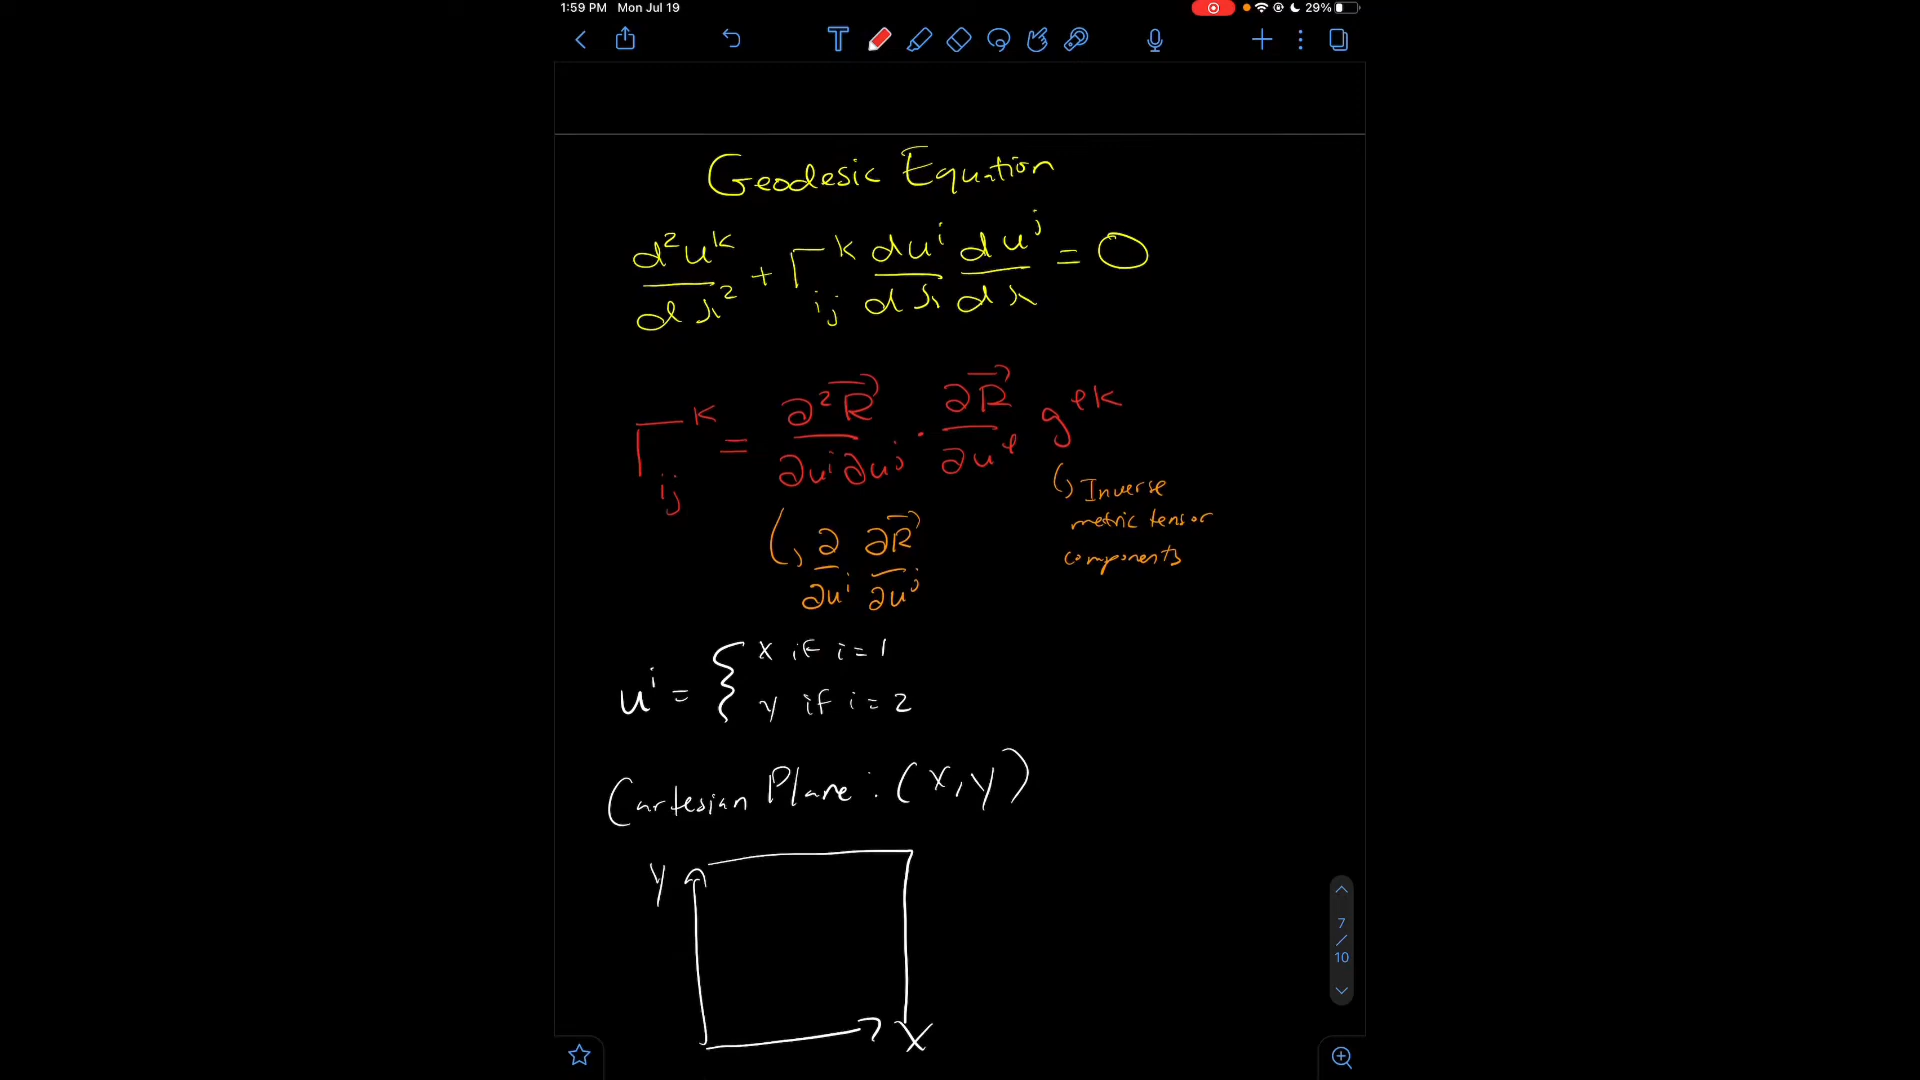 1:59 PM Mon Jul 19 29%
Geodesic Equation
d²u^k/dλ² + Γ^k_ij du^i/dλ du^j/dλ = 0
Γ^k_ij = ∂²R⃗/∂u^i∂u^j · ∂R⃗/∂u^ℓ g^ℓk
Inverse
metric tensor
components
∂/∂u^i ∂R⃗/∂u^j
u^i = { x if i = 1
y if i = 2
Cartesian Plane: (x, y)
y
x
7
/
10